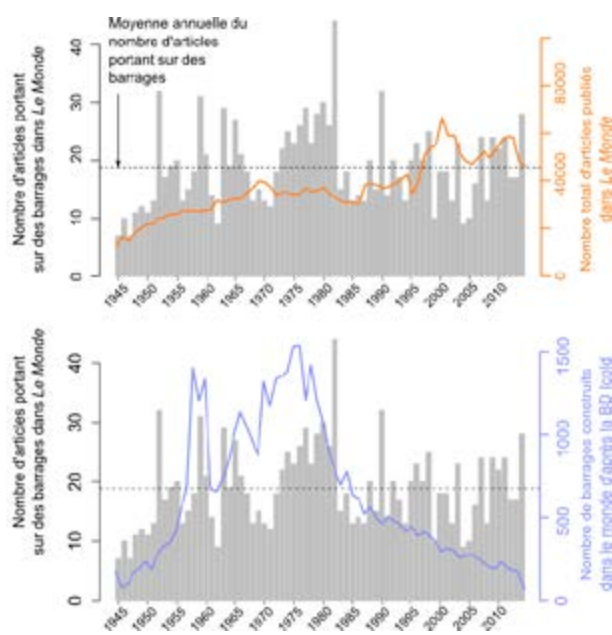 Moyenne annuelle du
nombre d'articles
portant sur des
barrages
Nombre d'articles portant
sur des barrages dans Le Monde
0 10 20 30 40
Nombre total d'articles publiés
dans Le Monde
0 40000 80000
1945 1950 1955 1960 1965 1970 1975 1980 1985 1990 1995 2000 2005 2010
Nombre d'articles portant
sur des barrages dans Le Monde
0 10 20 30 40
Nombre de barrages construits
dans le monde d'après la BD Icold
0 500 1000 1500
1945 1950 1955 1960 1965 1970 1975 1980 1985 1990 1995 2000 2005 2010